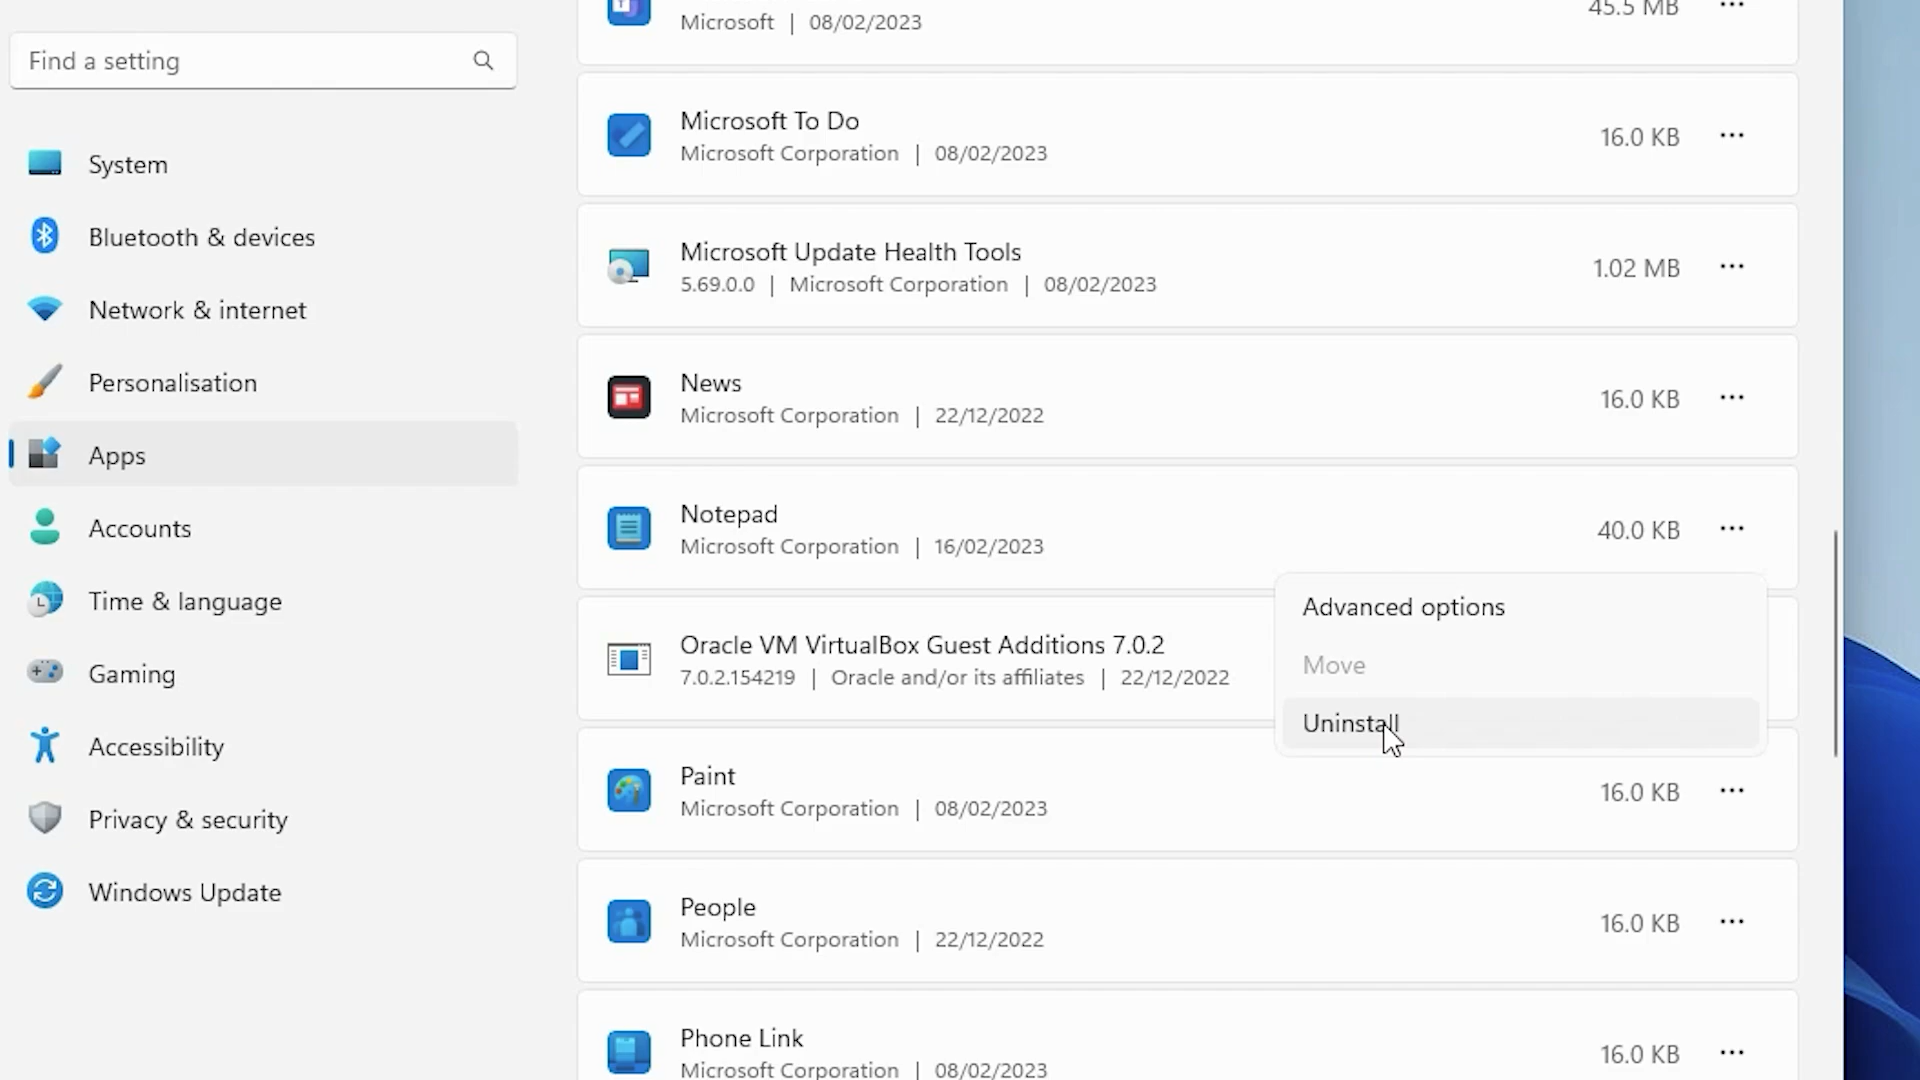 Find a setting
System
Bluetooth & devices
Network & internet
Personalisation
Apps
Accounts
Time & language
Gaming
Accessibility
Privacy & security
Windows Update
Microsoft | 08/02/2023
45.5 MB
Microsoft To Do
Microsoft Corporation | 08/02/2023
16.0 KB
Microsoft Update Health Tools
5.69.0.0 | Microsoft Corporation | 08/02/2023
1.02 MB
News
Microsoft Corporation | 22/12/2022
16.0 KB
Notepad
Microsoft Corporation | 16/02/2023
40.0 KB
Oracle VM VirtualBox Guest Additions 7.0.2
7.0.2.154219 | Oracle and/or its affiliates | 22/12/2022
Advanced options
Move
Uninstall
Paint
Microsoft Corporation | 08/02/2023
16.0 KB
People
Microsoft Corporation | 22/12/2022
16.0 KB
Phone Link
Microsoft Corporation | 08/02/2023
16.0 KB